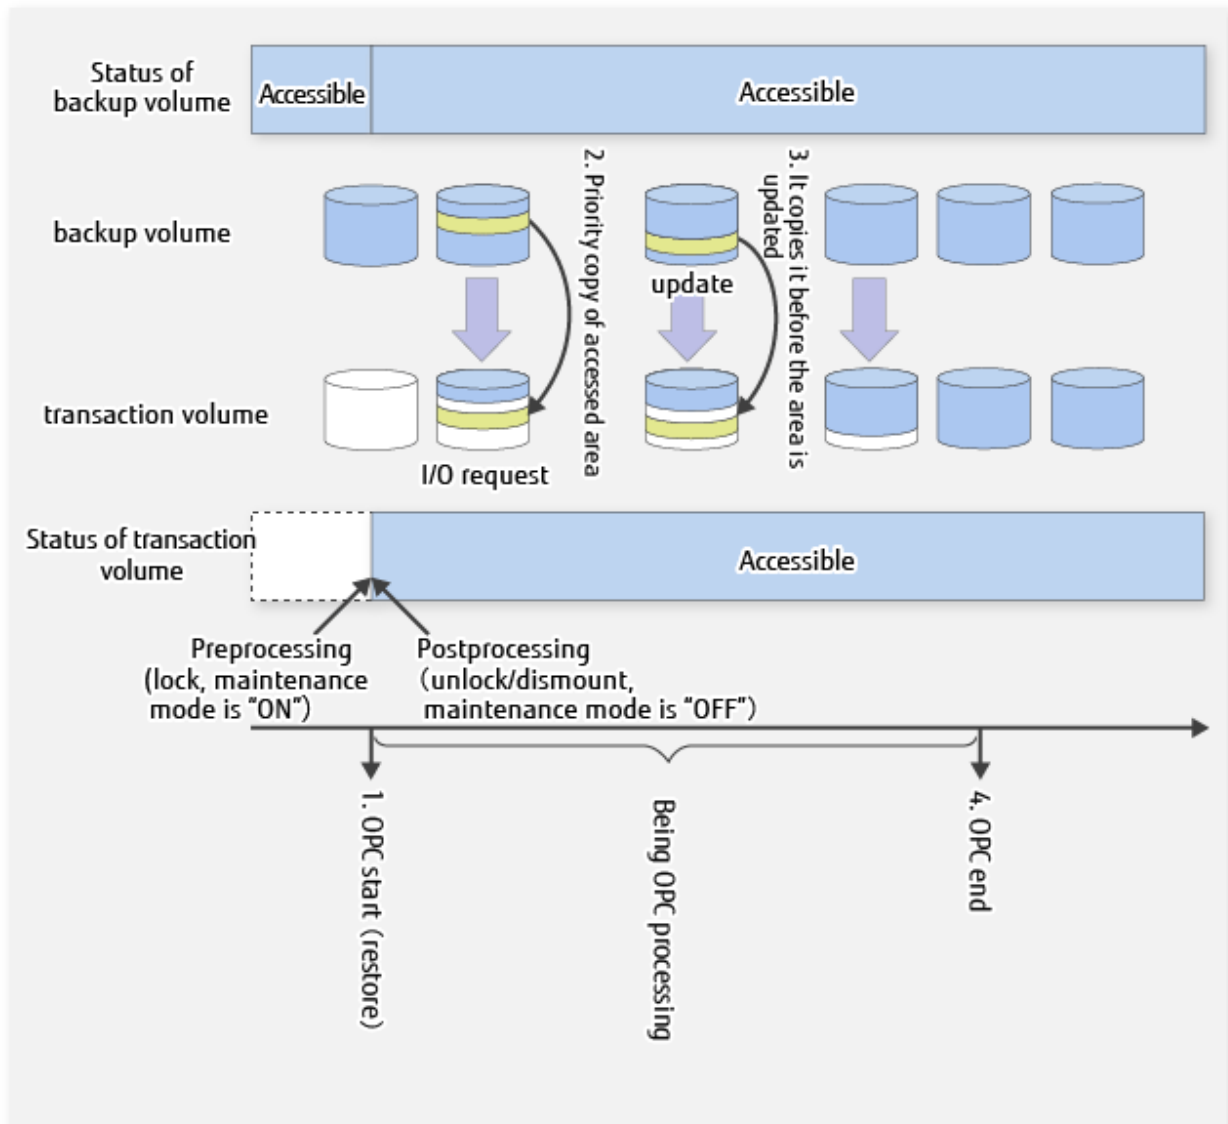 Status of
backup volume
Accessible
Accessible
backup volume
2. Priority copy of accessed area
update
3. It copies it before the area is
updated
transaction volume
I/O request
Status of transaction
volume
Accessible
Preprocessing
(lock, maintenance
mode is “ON”)
Postprocessing
(unlock/dismount,
maintenance mode is “OFF”)
1. OPC start (restore)
Being OPC processing
4. OPC end